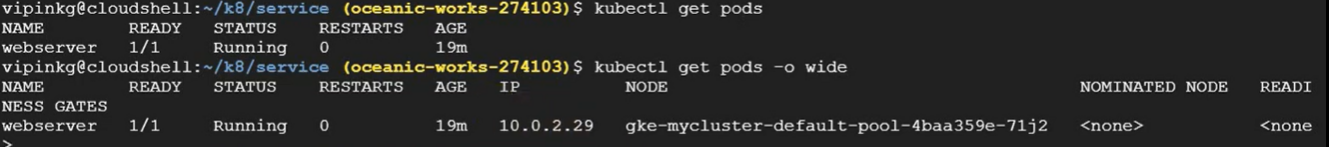 vipinkg@cloudshell:~/k8/service (oceanic-works-274103)$ kubectl get pods
NAME READY STATUS RESTARTS AGE
webserver 1/1 Running 0 19m
vipinkg@cloudshell:~/k8/service (oceanic-works-274103)$ kubectl get pods -o wide
NAME READY STATUS RESTARTS AGE IP NODE NOMINATED NODE READI
NESS GATES
webserver 1/1 Running 0 19m 10.0.2.29 gke-mycluster-default-pool-4baa359e-71j2 <none> <none
>